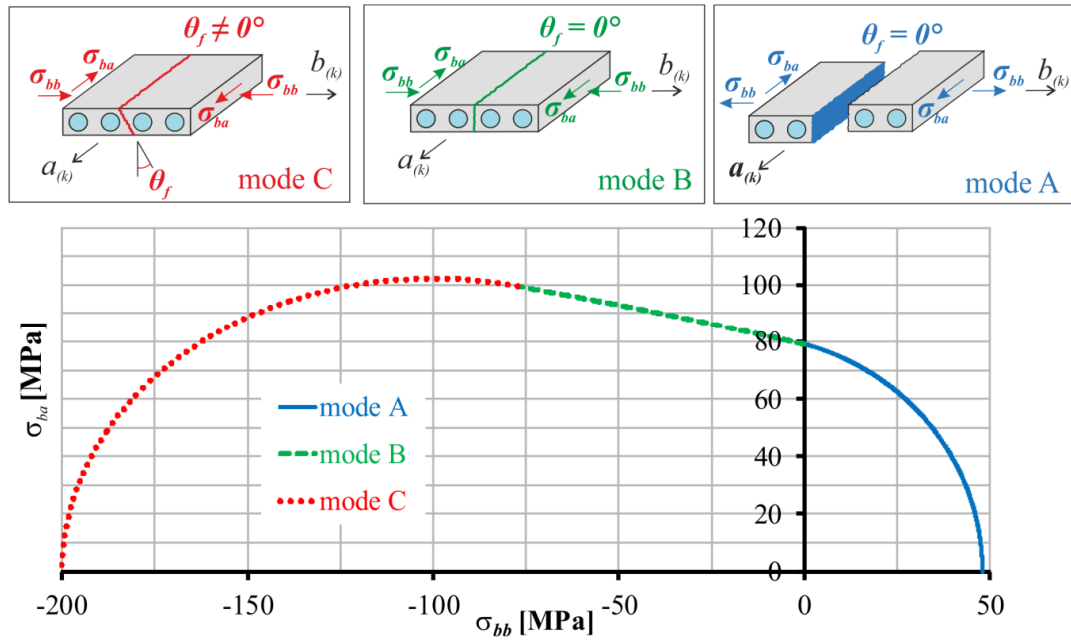 θf ≠ 0°
σba
σbb
b(k)
σbb
σba
a(k)
θf
mode C
θf = 0°
σba
σbb
b(k)
σbb
σba
a(k)
mode B
θf = 0°
σba
σbb
b(k)
σbb
σba
a(k)
mode A
120
100
80
60
40
20
0
σba [MPa]
mode A
mode B
mode C
-200
-150
-100
-50
0
50
σbb [MPa]